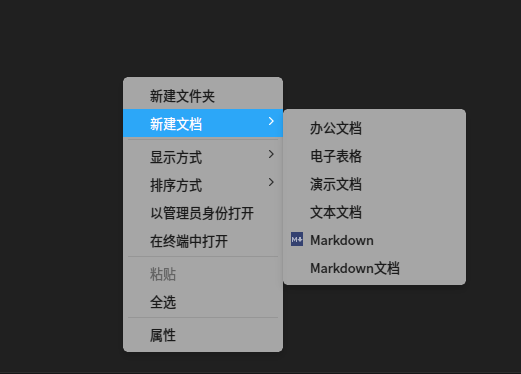 新建文件夹
新建文档
显示方式
排序方式
以管理员身份打开
在终端中打开
粘贴
全选
属性
办公文档
电子表格
演示文档
文本文档
Markdown
Markdown文档